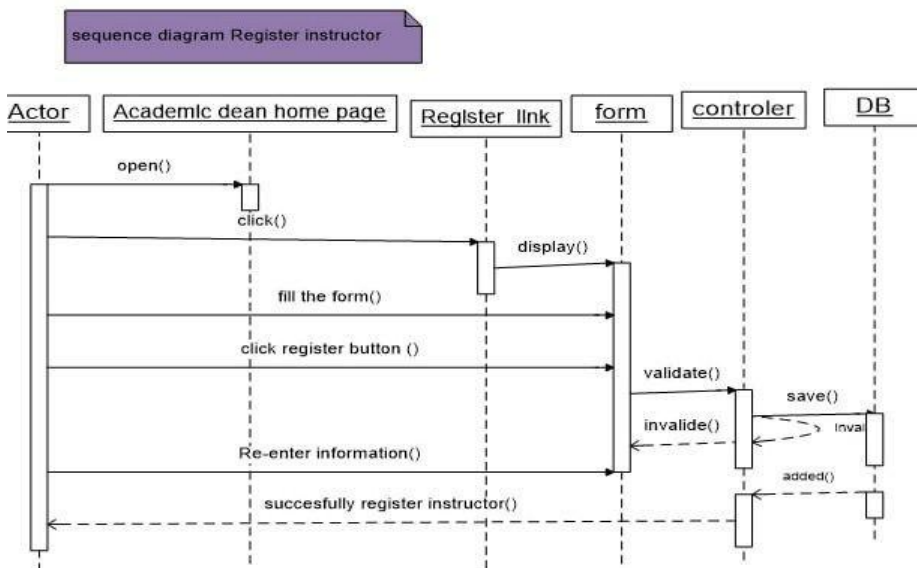 sequence diagram Register instructor
Actor
Academic dean home page
Register link
form
controler
DB
open()
click()
display()
fill the form()
click register button ()
validate()
save()
invalide()
Inval
Re-enter information()
added()
succesfully register instructor()